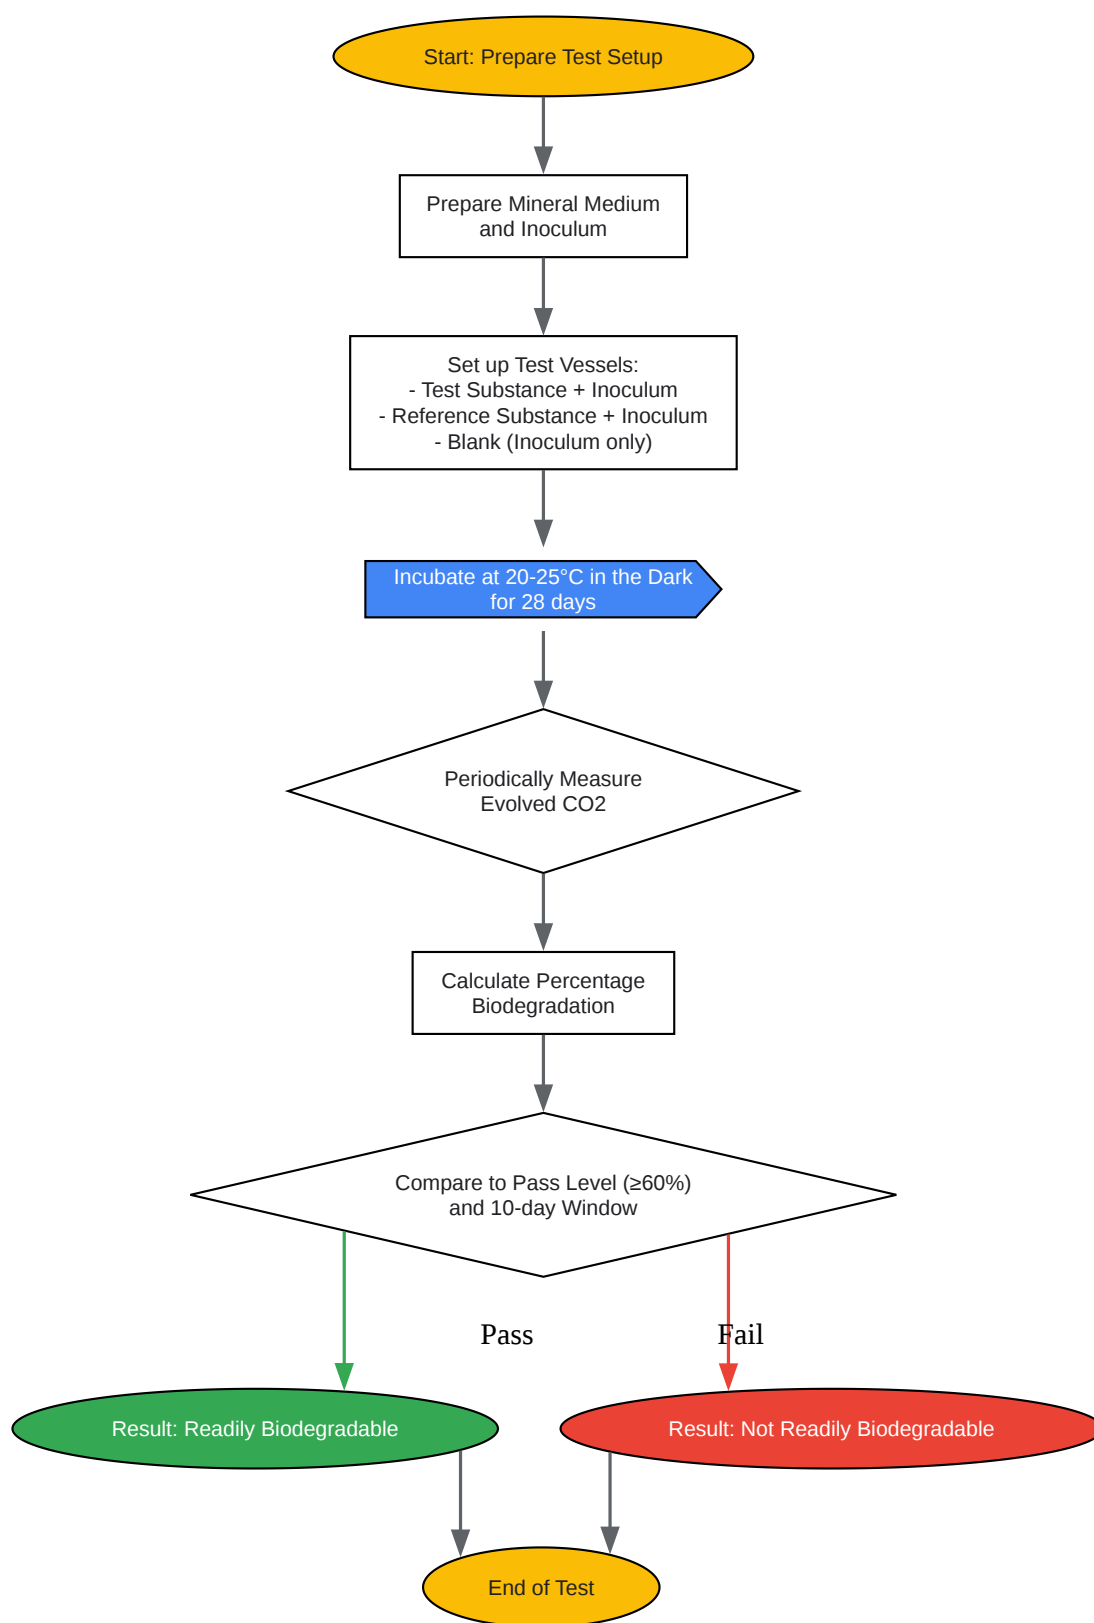 Start: Prepare Test Setup
Prepare Mineral Medium
and Inoculum
Set up Test Vessels:
- Test Substance + Inoculum
- Reference Substance + Inoculum
- Blank (Inoculum only)
Incubate at 20-25°C in the Dark
for 28 days
Periodically Measure
Evolved CO2
Calculate Percentage
Biodegradation
Compare to Pass Level (≥60%)
and 10-day Window
Pass
Fail
Result: Readily Biodegradable
Result: Not Readily Biodegradable
End of Test